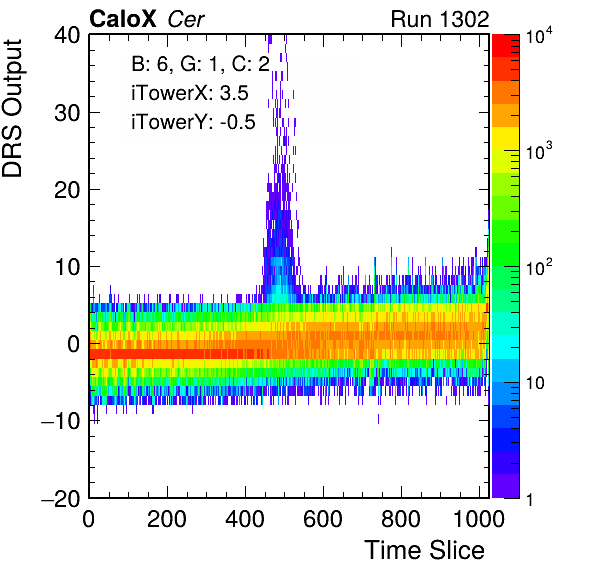 CaloX Cer Run 1302
B: 6, G: 1, C: 2
iTowerX: 3.5
iTowerY: -0.5
DRS Output
40
30
20
10
0
−10
−20
0 200 400 600 800 1000
Time Slice
10^4
10^3
10^2
10
1